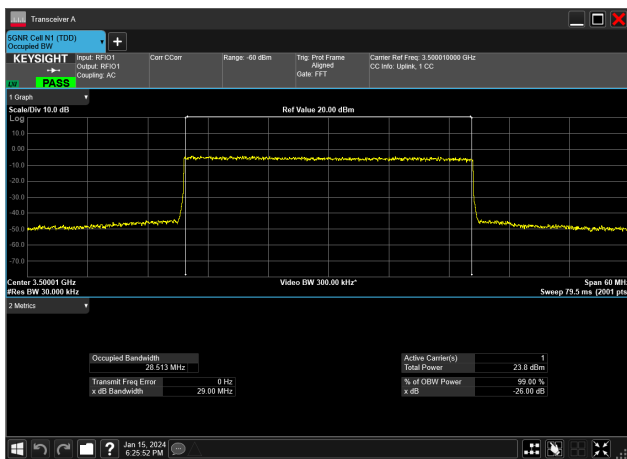 Transceiver A
5GNR Cell N1 (TDD)
Occupied BW
KEYSIGHT
LXI
PASS
Input: RFIO1
Output: RFIO1
Coupling: AC
Corr CCorr
Range: -60 dBm
Trig: Prot Frame
Aligned
Gate: FFT
Carrier Ref Freq: 3.500010000 GHz
CC Info: Uplink, 1 CC
1 Graph
Scale/Div 10.0 dB
Ref Value 20.00 dBm
Log
10.0
0.00
-10.0
-20.0
-30.0
-40.0
-50.0
-60.0
-70.0
Center 3.50001 GHz
Video BW 300.00 kHz*
Span 60 MHz
#Res BW 30.000 kHz
Sweep 79.5 ms (2001 pts
2 Metrics
Occupied Bandwidth
28.513 MHz
Transmit Freq Error 0 Hz
x dB Bandwidth 29.00 MHz
Active Carrier(s) 1
Total Power 23.8 dBm
% of OBW Power 99.00 %
x dB -26.00 dB
Jan 15, 2024
6:25:52 PM